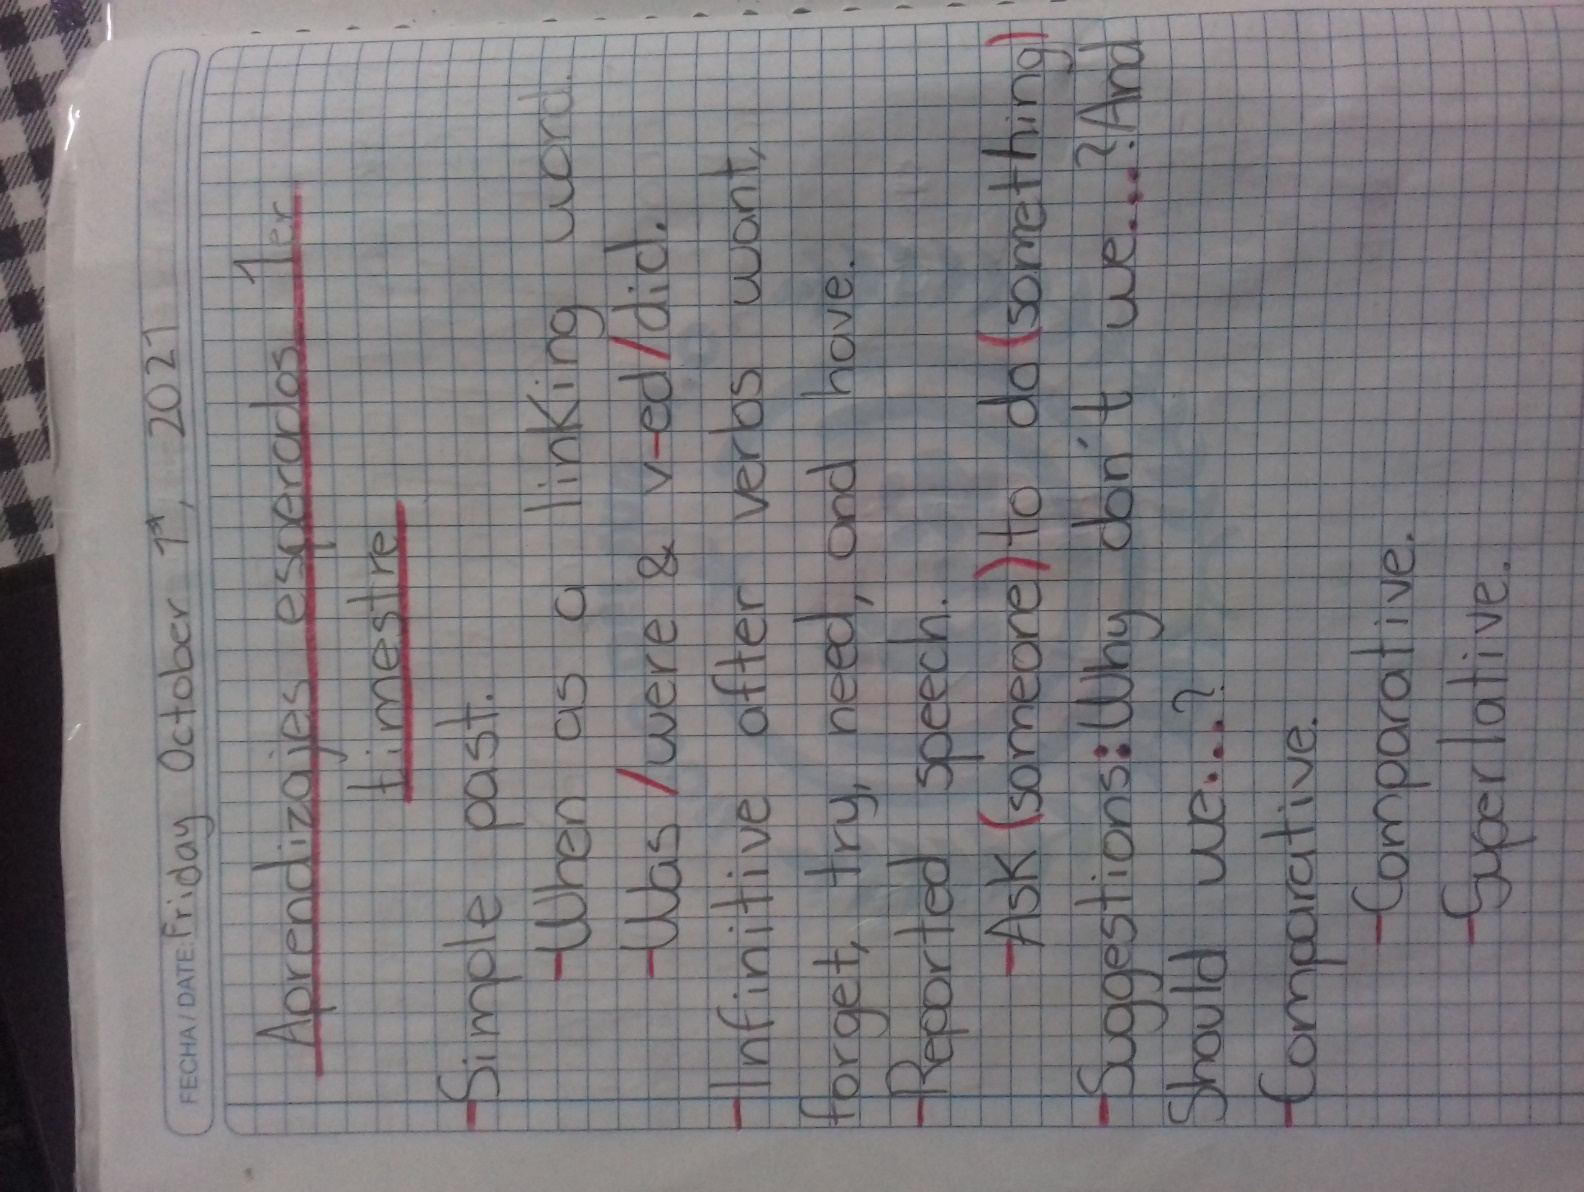 FECHA/DATE Friday October 1st, 2021
Aprendizajes esperados 1er
timestre
-Simple past.
-When as a linking word.
-Was/were & v-ed/did.
-Infinitive after verbs want,
forget, try, need, and have.
-Reported speech.
-Ask (someone) to do (something)
-Suggestions: Why don't we...? And
Should we...?
-Comparative.
-Comparative.
-Superlative.